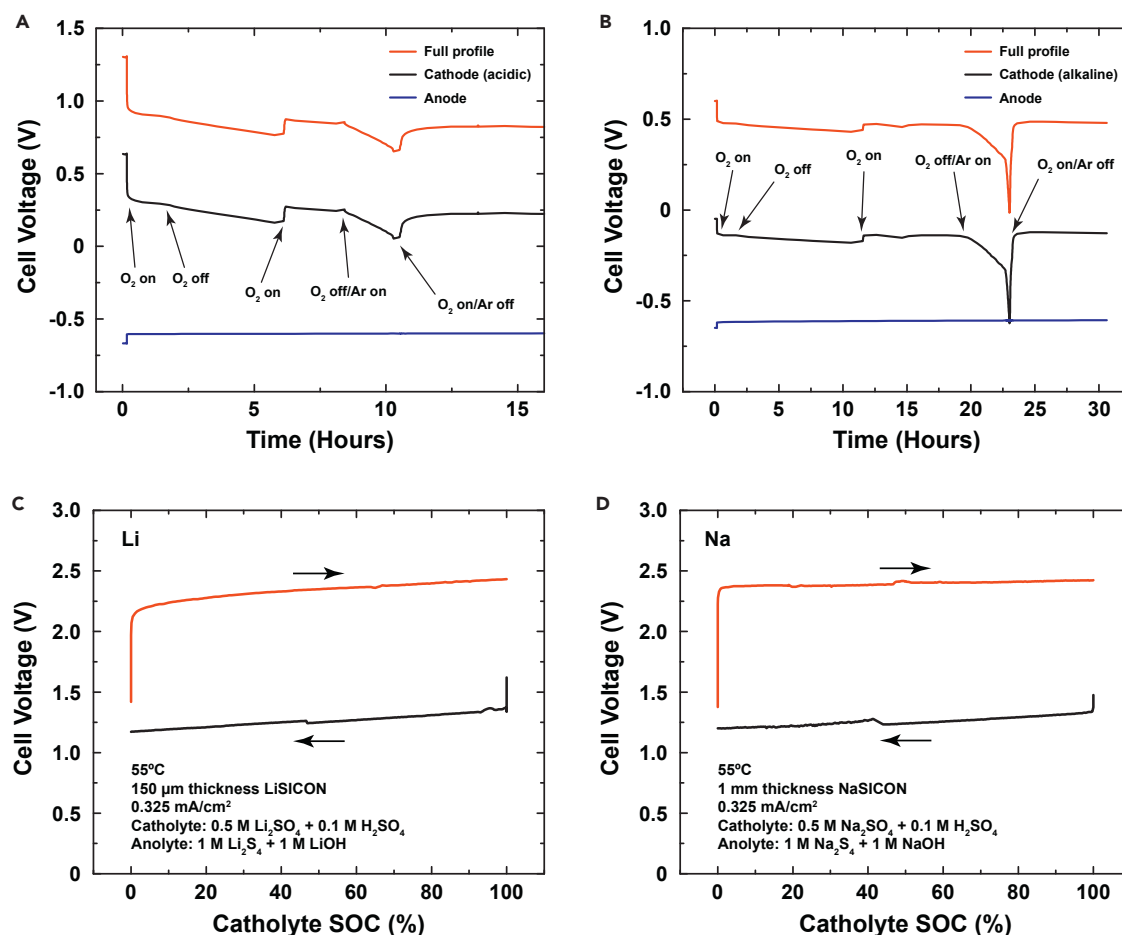 A
1.5
1.0
0.5
0
-0.5
-1.0
Cell Voltage (V)
Full profile
Cathode (acidic)
Anode
O2 on
O2 off
O2 on
O2 off/Ar on
O2 on/Ar off
0
5
10
15
Time (Hours)
B
1.0
0.5
0.0
-0.5
-1.0
Cell Voltage (V)
Full profile
Cathode (alkaline)
Anode
O2 on
O2 off
O2 on
O2 off/Ar on
O2 on/Ar off
0
5
10
15
20
25
30
Time (Hours)
C
3.0
2.5
2.0
1.5
1.0
0.5
0.0
Cell Voltage (V)
Li
55ºC
150 µm thickness LiSICON
0.325 mA/cm²
Catholyte: 0.5 M Li2SO4 + 0.1 M H2SO4
Anolyte: 1 M Li2S4 + 1 M LiOH
0
20
40
60
80
100
Catholyte SOC (%)
D
3.0
2.5
2.0
1.5
1.0
0.5
0.0
Cell Voltage (V)
Na
55ºC
1 mm thickness NaSICON
0.325 mA/cm²
Catholyte: 0.5 M Na2SO4 + 0.1 M H2SO4
Anolyte: 1 M Na2S4 + 1 M NaOH
0
20
40
60
80
100
Catholyte SOC (%)